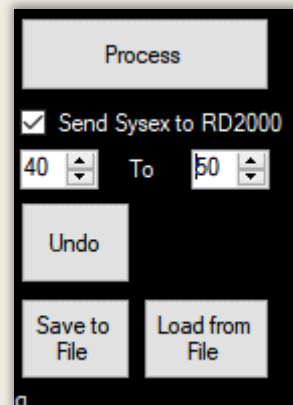 Process
Send Sysex to RD2000
40 To 50
Undo
Save to Load from
File File